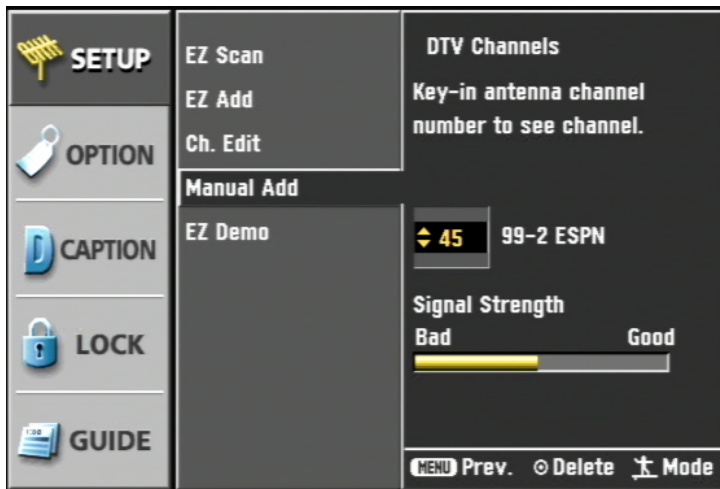 SETUP
OPTION
CAPTION
LOCK
GUIDE
EZ Scan
EZ Add
Ch. Edit
Manual Add
EZ Demo
DTV Channels
Key-in antenna channel
number to see channel.
45 99-2 ESPN
Signal Strength
Bad Good
MENU Prev. Delete Mode